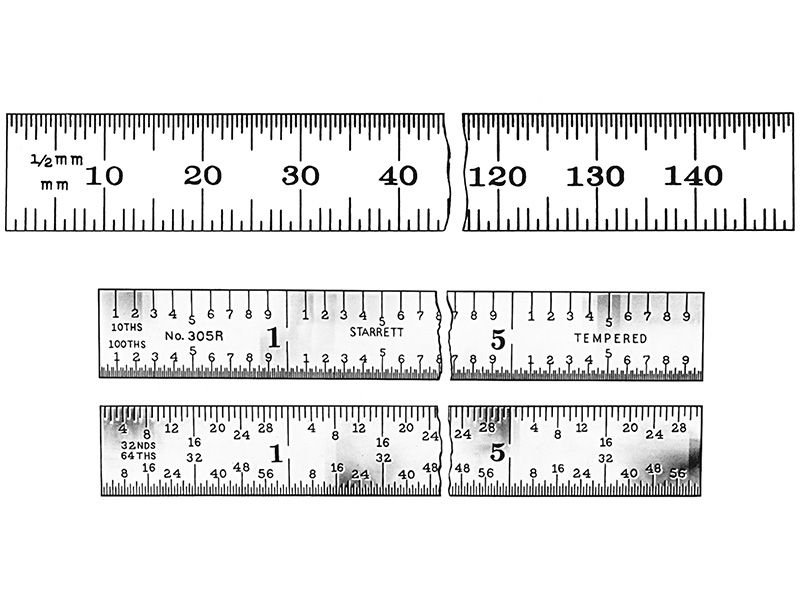 1/2 mm
mm 10 20 30 40 120 130 140
1 2 3 4 5 6 7 8 9 1 2 3 4 5 6 7 8 9 1 2 3 4 5 6 7 8 9
10THS No. 305R 1 STARRETT 5 TEMPERED
100THS
1 2 3 4 5 6 7 8 9 1 2 3 4 5 6 7 8 9 1 2 3 4 5 6 7 8 9
4 8 12 16 20 24 28 4 8 12 16 20 24 24 28 4 8 12 16 20 24 28
32NDS 1 5
64THS 32 32 32
8 16 24 40 48 56 8 16 24 40 48 48 56 8 16 24 40 48 56